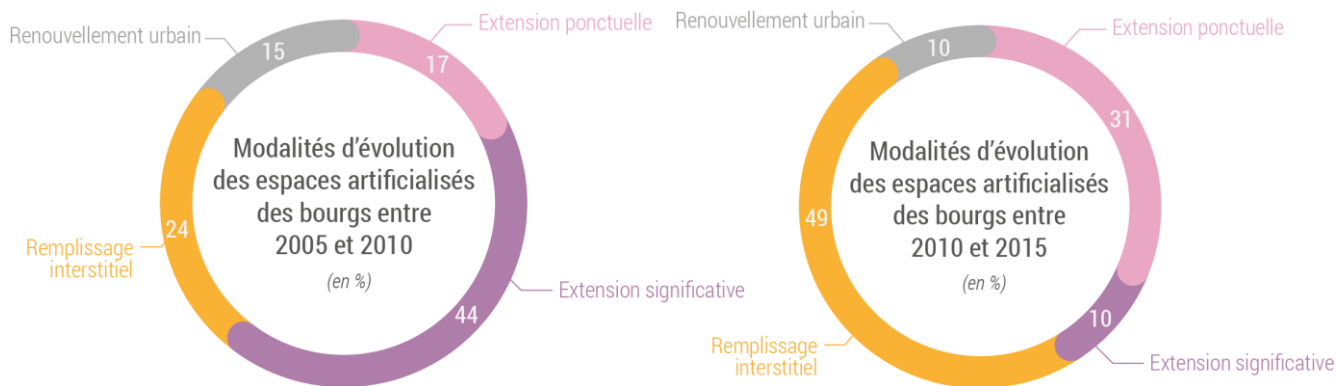 Renouvellement urbain
15
Extension ponctuelle
17
Modalités d'évolution
des espaces artificialisés
des bourgs entre
2005 et 2010
(en %)
24
Remplissage
interstitiel
Extension significative
44
Renouvellement urbain
10
Extension ponctuelle
31
Modalités d'évolution
des espaces artificialisés
des bourgs entre
2010 et 2015
(en %)
49
10
Remplissage
interstitiel
Extension significative